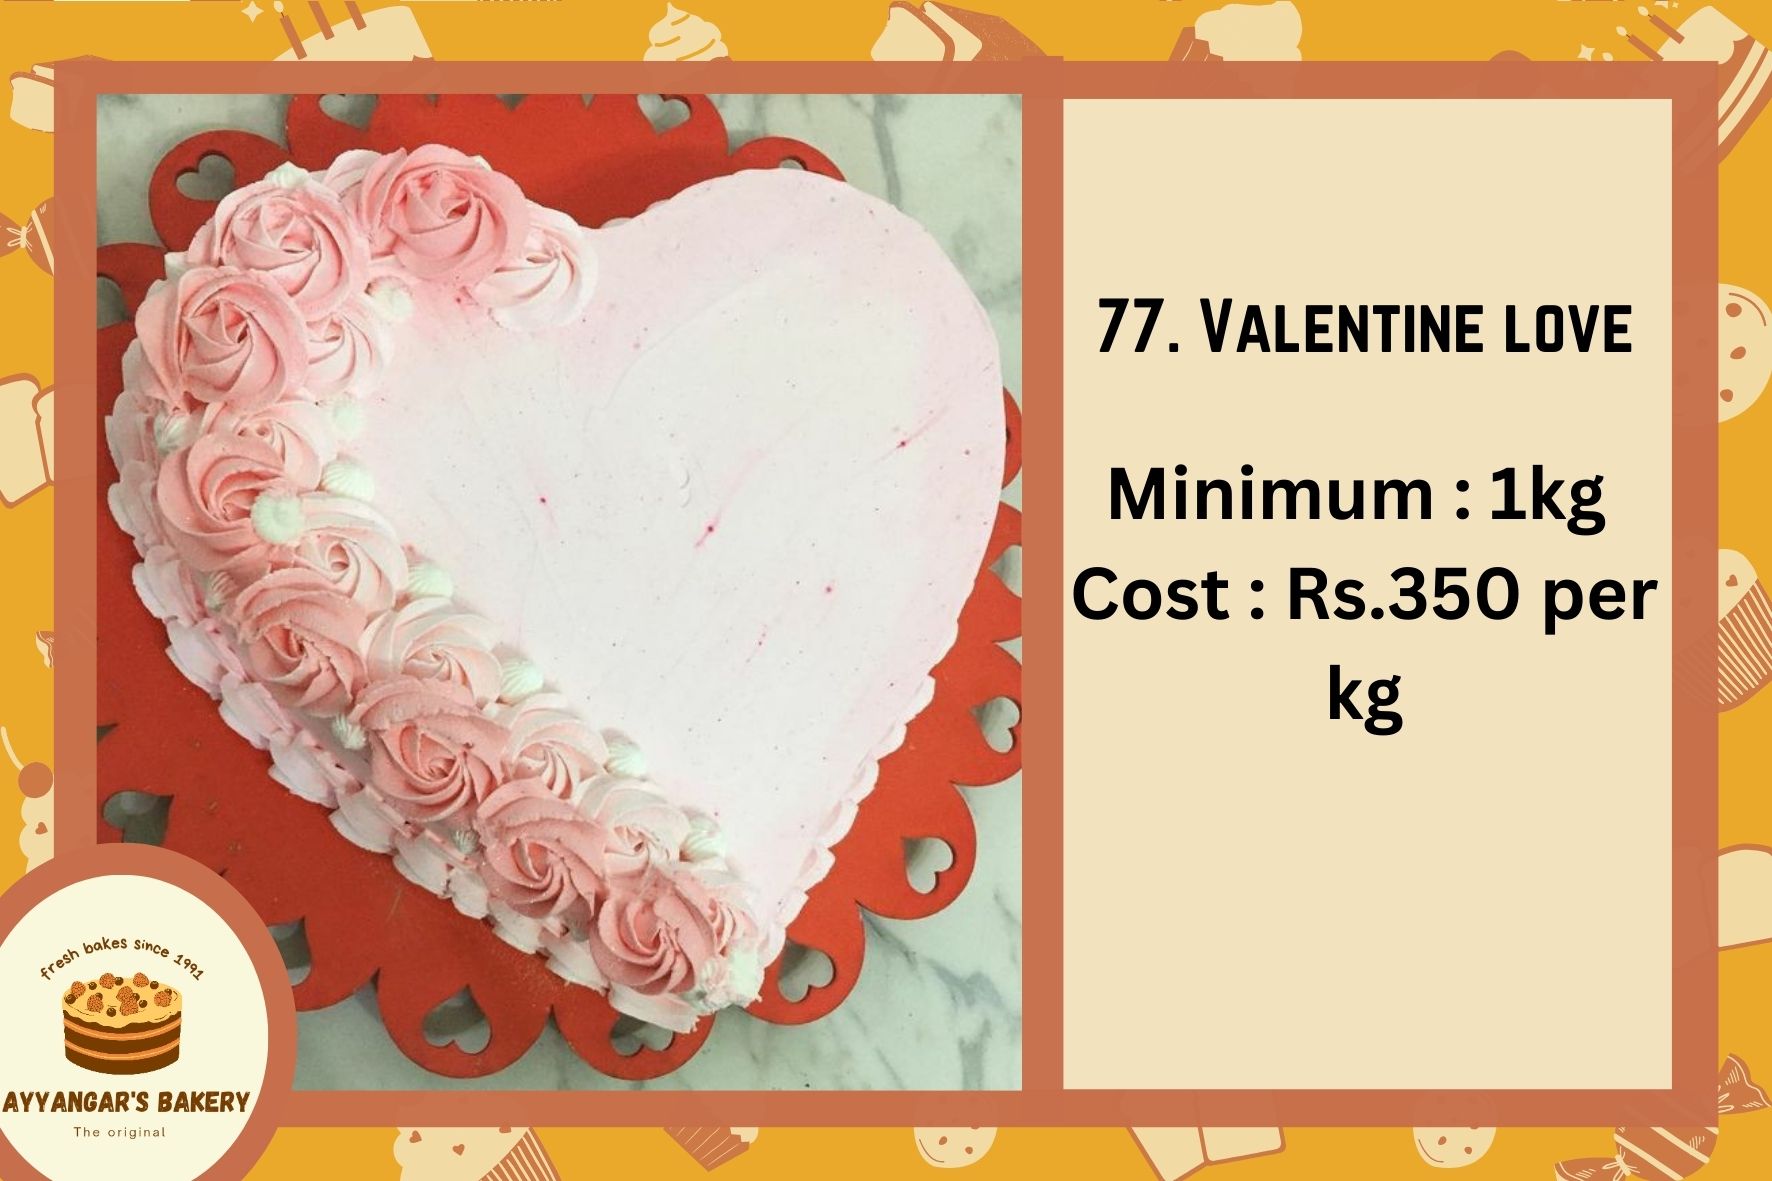 77. Valentine love
Minimum : 1kg
Cost : Rs.350 per
kg
fresh bakes since 1991
AYYANGAR'S BAKERY
The original